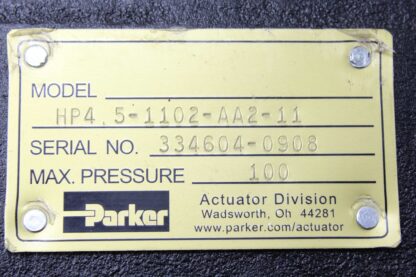 MODEL
HP4.5-1102-AA2-11
SERIAL NO. 334604-0908
MAX. PRESSURE 100
Parker
Actuator Division
Wadsworth, Oh 44281
www.parker.com/actuator